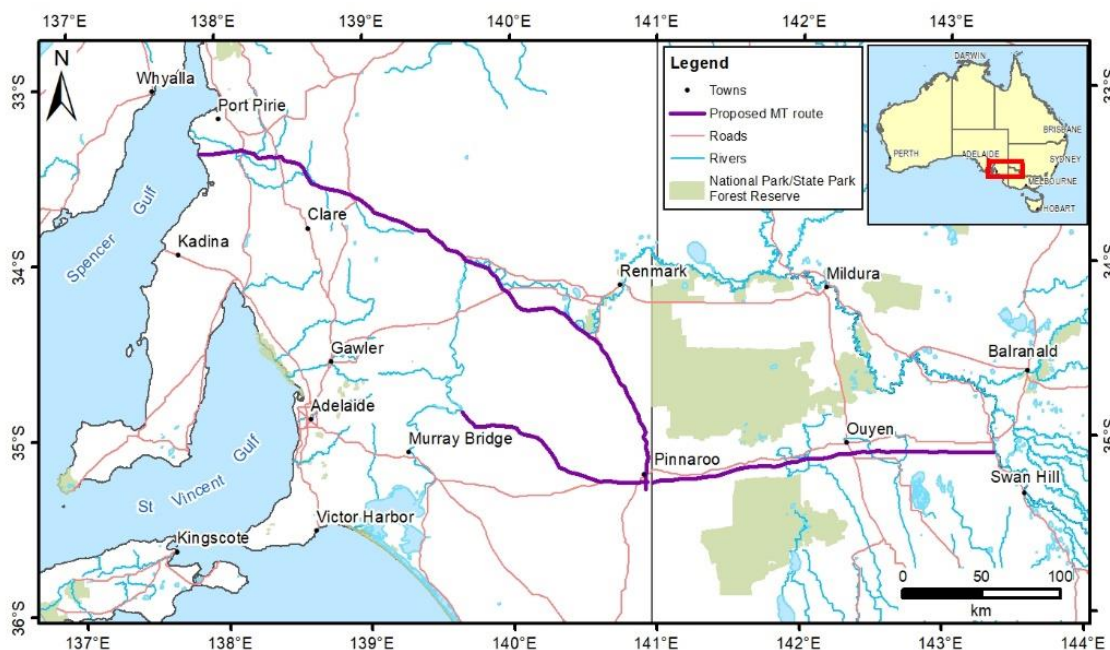 137°E
138°E
139°E
140°E
141°E
142°E
143°E
N
33°S
34°S
35°S
36°S
33°S
34°S
35°S
Whyalla
Port Pirie
Clare
Kadina
Spencer Gulf
Renmark
Mildura
Gawler
Balranald
Adelaide
Murray Bridge
Ouyen
Pinnaroo
Swan Hill
St Vincent Gulf
Victor Harbor
Kingscote
Legend
Towns
Proposed MT route
Roads
Rivers
National Park/State Park
Forest Reserve
DARWIN
BRISBANE
PERTH
ADELAIDE
SYDNEY
MELBOURNE
HOBART
0 50 100
km
137°E
138°E
139°E
140°E
141°E
142°E
143°E
144°E